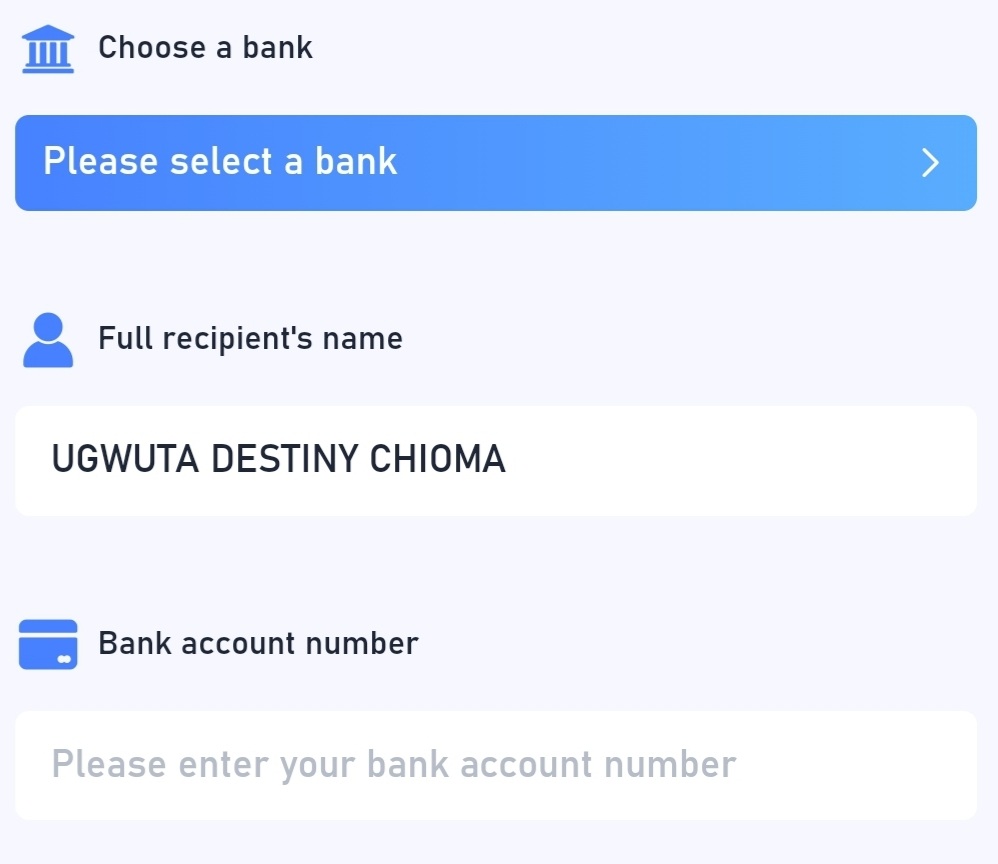 Choose a bank
Please select a bank
Full recipient's name
UGWUTA DESTINY CHIOMA
Bank account number
Please enter your bank account number